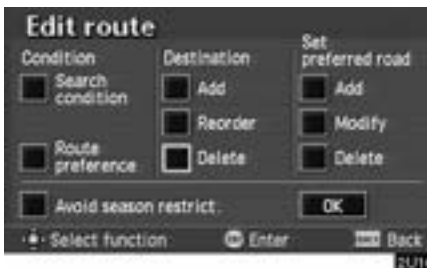 Edit route
Condition
Destination
Set
preferred road
Search
condition
Add
Add
Reorder
Modify
Route
preference
Delete
Delete
Avoid season restrict.
OK
Select function
Enter
Back